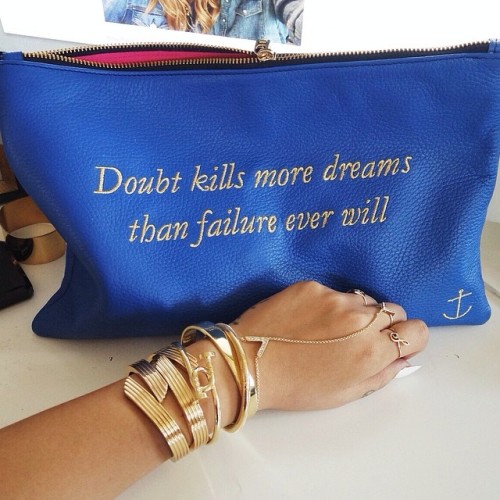 Doubt kills more dreams
than failure ever will